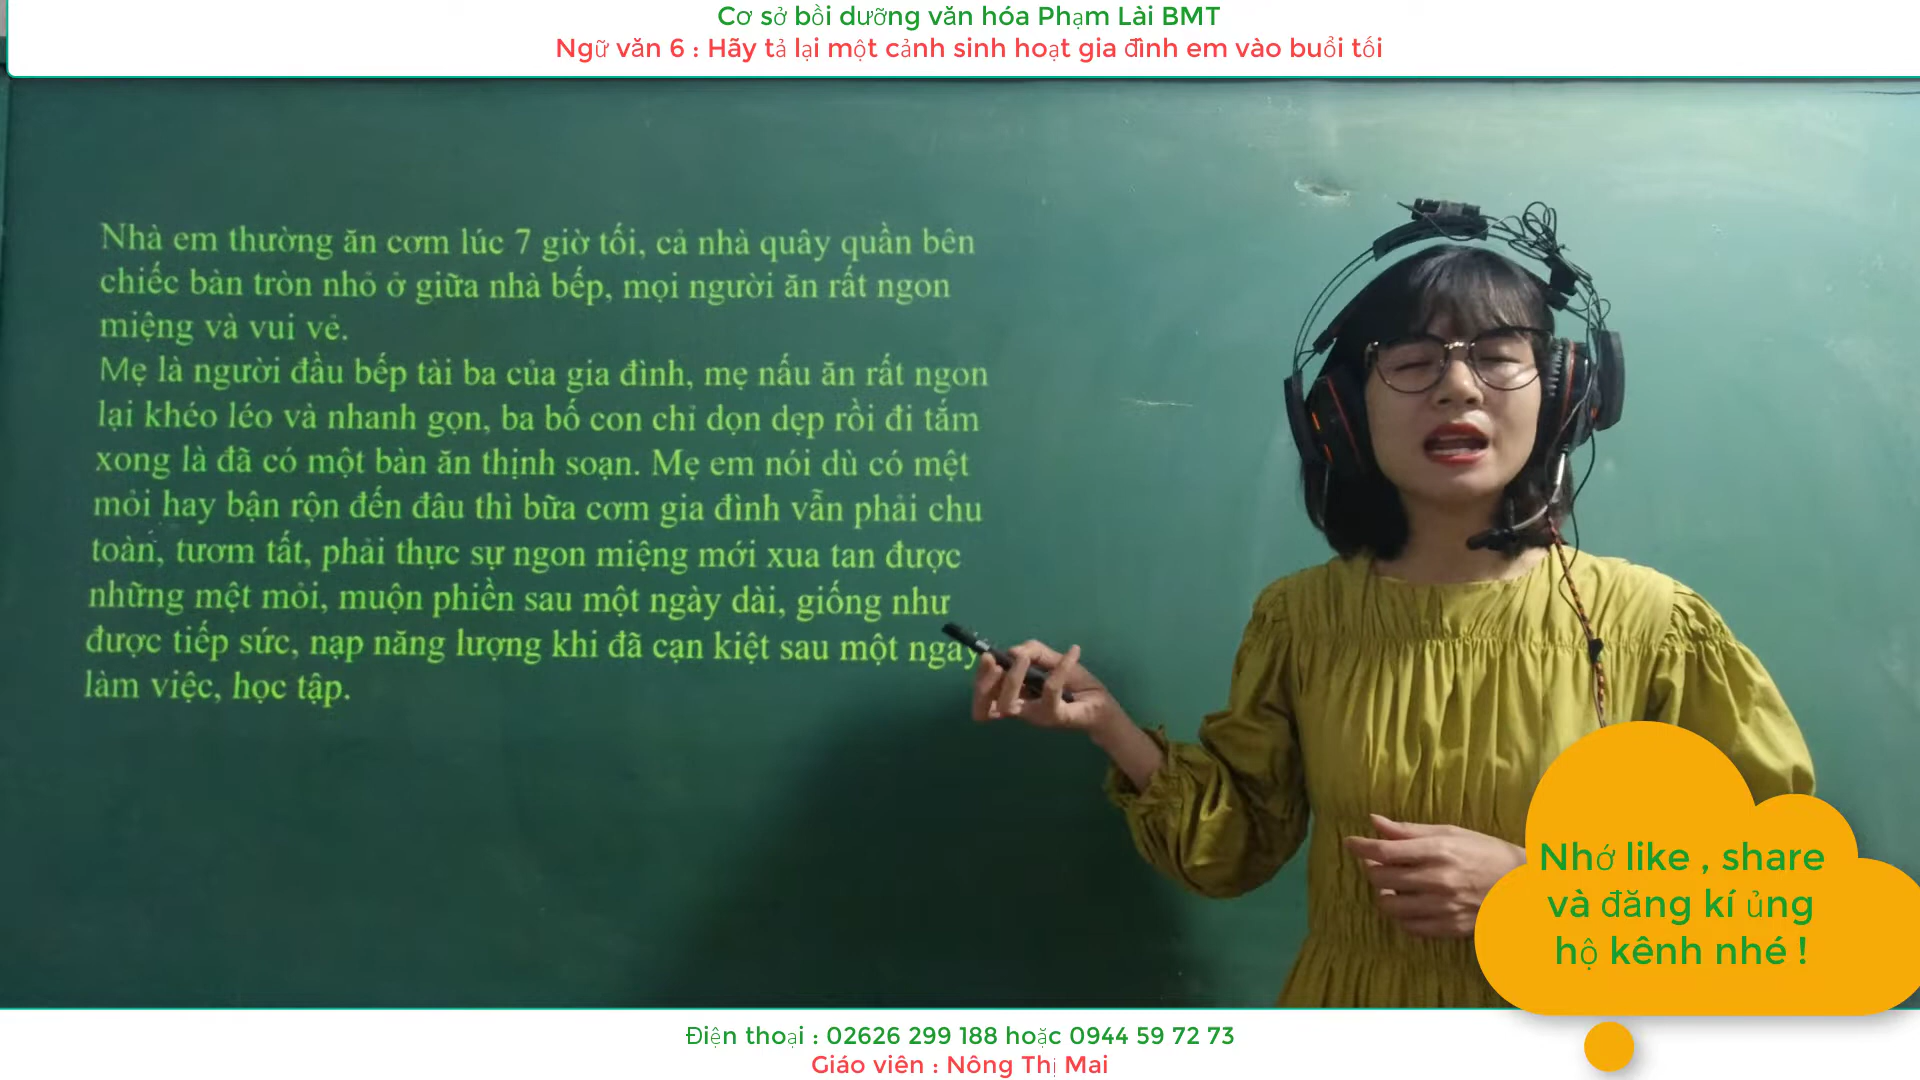 Cơ sở bồi dưỡng văn hóa Phạm Lài BMT
Ngữ văn 6 : Hãy tả lại một cảnh sinh hoạt gia đình em vào buổi tối
Nhà em thường ăn cơm lúc 7 giờ tối, cả nhà quây quần bên
chiếc bàn tròn nhỏ ở giữa nhà bếp, mọi người ăn rất ngon
miệng và vui vẻ.
Mẹ là người đầu bếp tài ba của gia đình, mẹ nấu ăn rất ngon
lại khéo léo và nhanh gọn, ba bố con chỉ dọn dẹp rồi đi tắm
xong là đã có một bàn ăn thịnh soạn. Mẹ em nói dù có mệt
mỏi hay bận rộn đến đâu thì bữa cơm gia đình vẫn phải chu
toàn, tươm tất, phải thực sự ngon miệng mới xua tan được
những mệt mỏi, muộn phiền sau một ngày dài, giống như
được tiếp sức, nạp năng lượng khi đã cạn kiệt sau một ngày
làm việc, học tập.
Nhớ like , share
và đăng kí ủng
hộ kênh nhé !
Điện thoại : 02626 299 188 hoặc 0944 59 72 73
Giáo viên : Nông Thị Mai